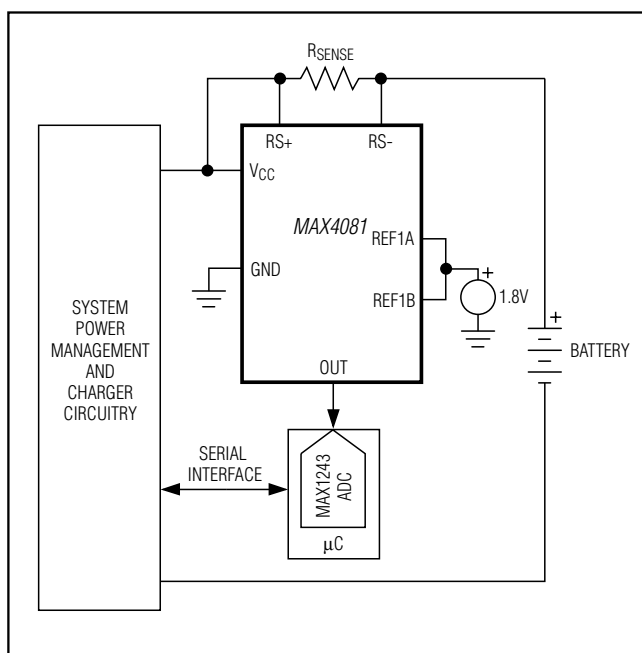 RSENSE
RS+
RS-
VCC
MAX4081
REF1A
GND
REF1B
+
1.8V
SYSTEM
POWER
MANAGEMENT
AND
CHARGER
CIRCUITRY
+
BATTERY
OUT
SERIAL
INTERFACE
MAX1243
ADC
µC